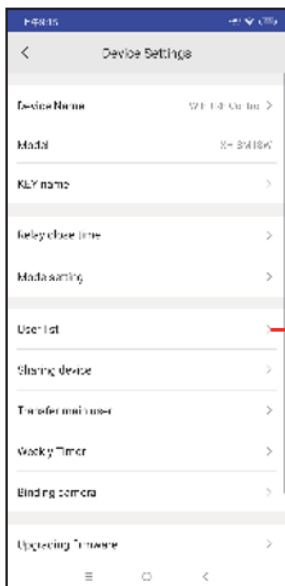 Device Settings
Device Name
Model
KEY name
Relay close time
Mode setting
User list
Sharing device
Transfer main user
Weekly Timer
Binding camera
Upgrading firmware